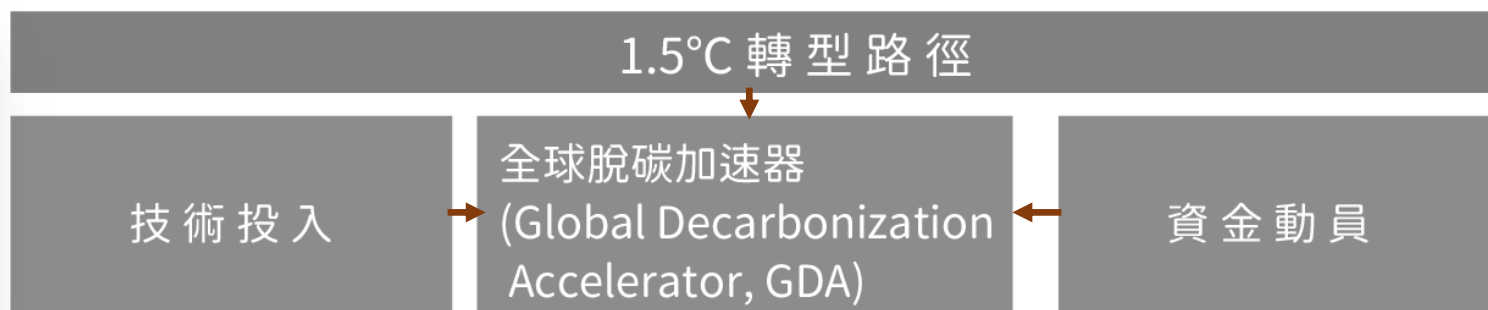 1.5°C 轉型路徑
技術投入
全球脫碳加速器
(Global Decarbonization
Accelerator, GDA)
資金動員